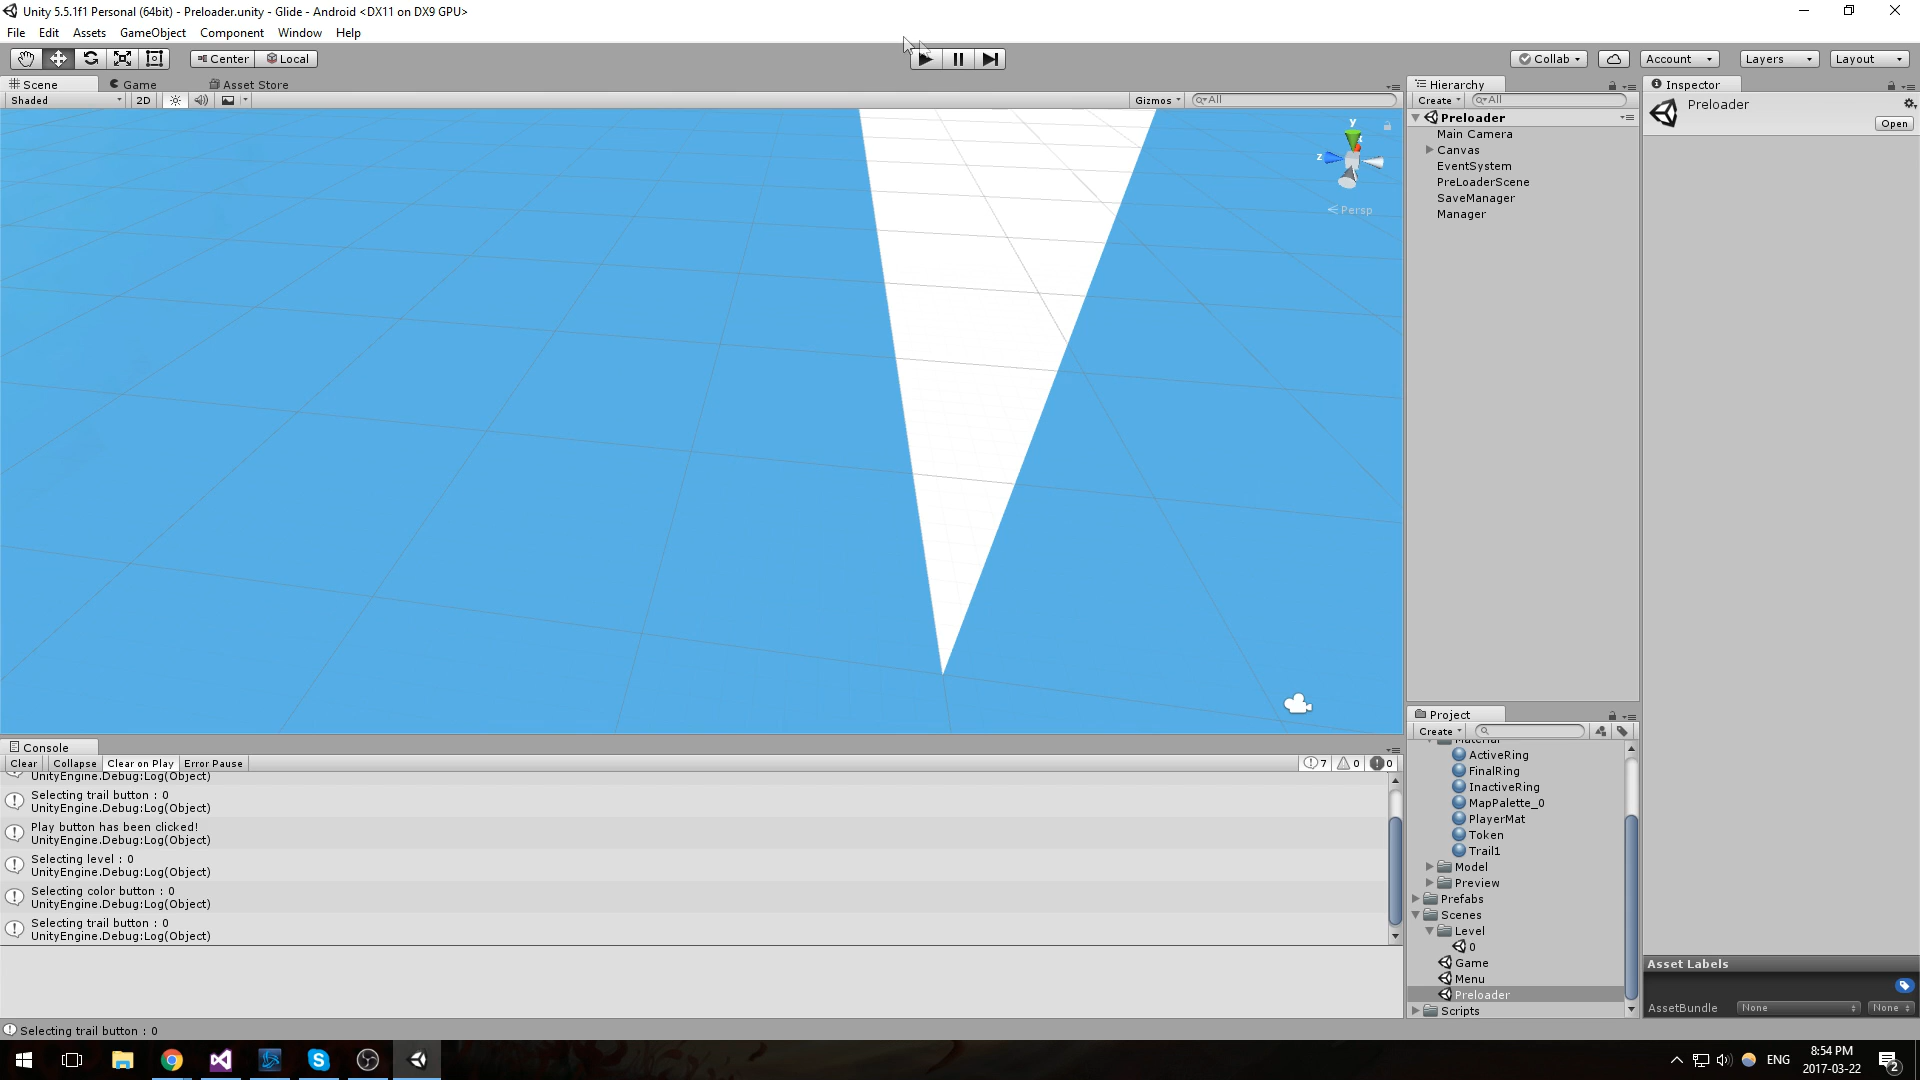 Unity 5.5.1f1 Personal (64bit) - Preloader.unity - Glide - Android <DX11 on DX9 GPU>
File Edit Assets GameObject Component Window Help
Center Local
Collab Account Layers Layout
Scene Game Asset Store
Shaded 2D Gizmos All
y
z
Persp
Hierarchy
Create All
Preloader
Main Camera
Canvas
EventSystem
PreLoaderScene
SaveManager
Manager
Inspector
Preloader
Open
Console
Clear Collapse Clear on Play Error Pause 7 0 0
UnityEngine.Debug:Log(Object)
Selecting trail button : 0
UnityEngine.Debug:Log(Object)
Play button has been clicked!
UnityEngine.Debug:Log(Object)
Selecting level : 0
UnityEngine.Debug:Log(Object)
Selecting color button : 0
UnityEngine.Debug:Log(Object)
Selecting trail button : 0
UnityEngine.Debug:Log(Object)
Selecting trail button : 0
Project
Create
Material
ActiveRing
FinalRing
InactiveRing
MapPalette_0
PlayerMat
Token
Trail1
Model
Preview
Prefabs
Scenes
Level
0
Game
Menu
Preloader
Scripts
Asset Labels
AssetBundle None None
ENG
8:54 PM
2017-03-22
2